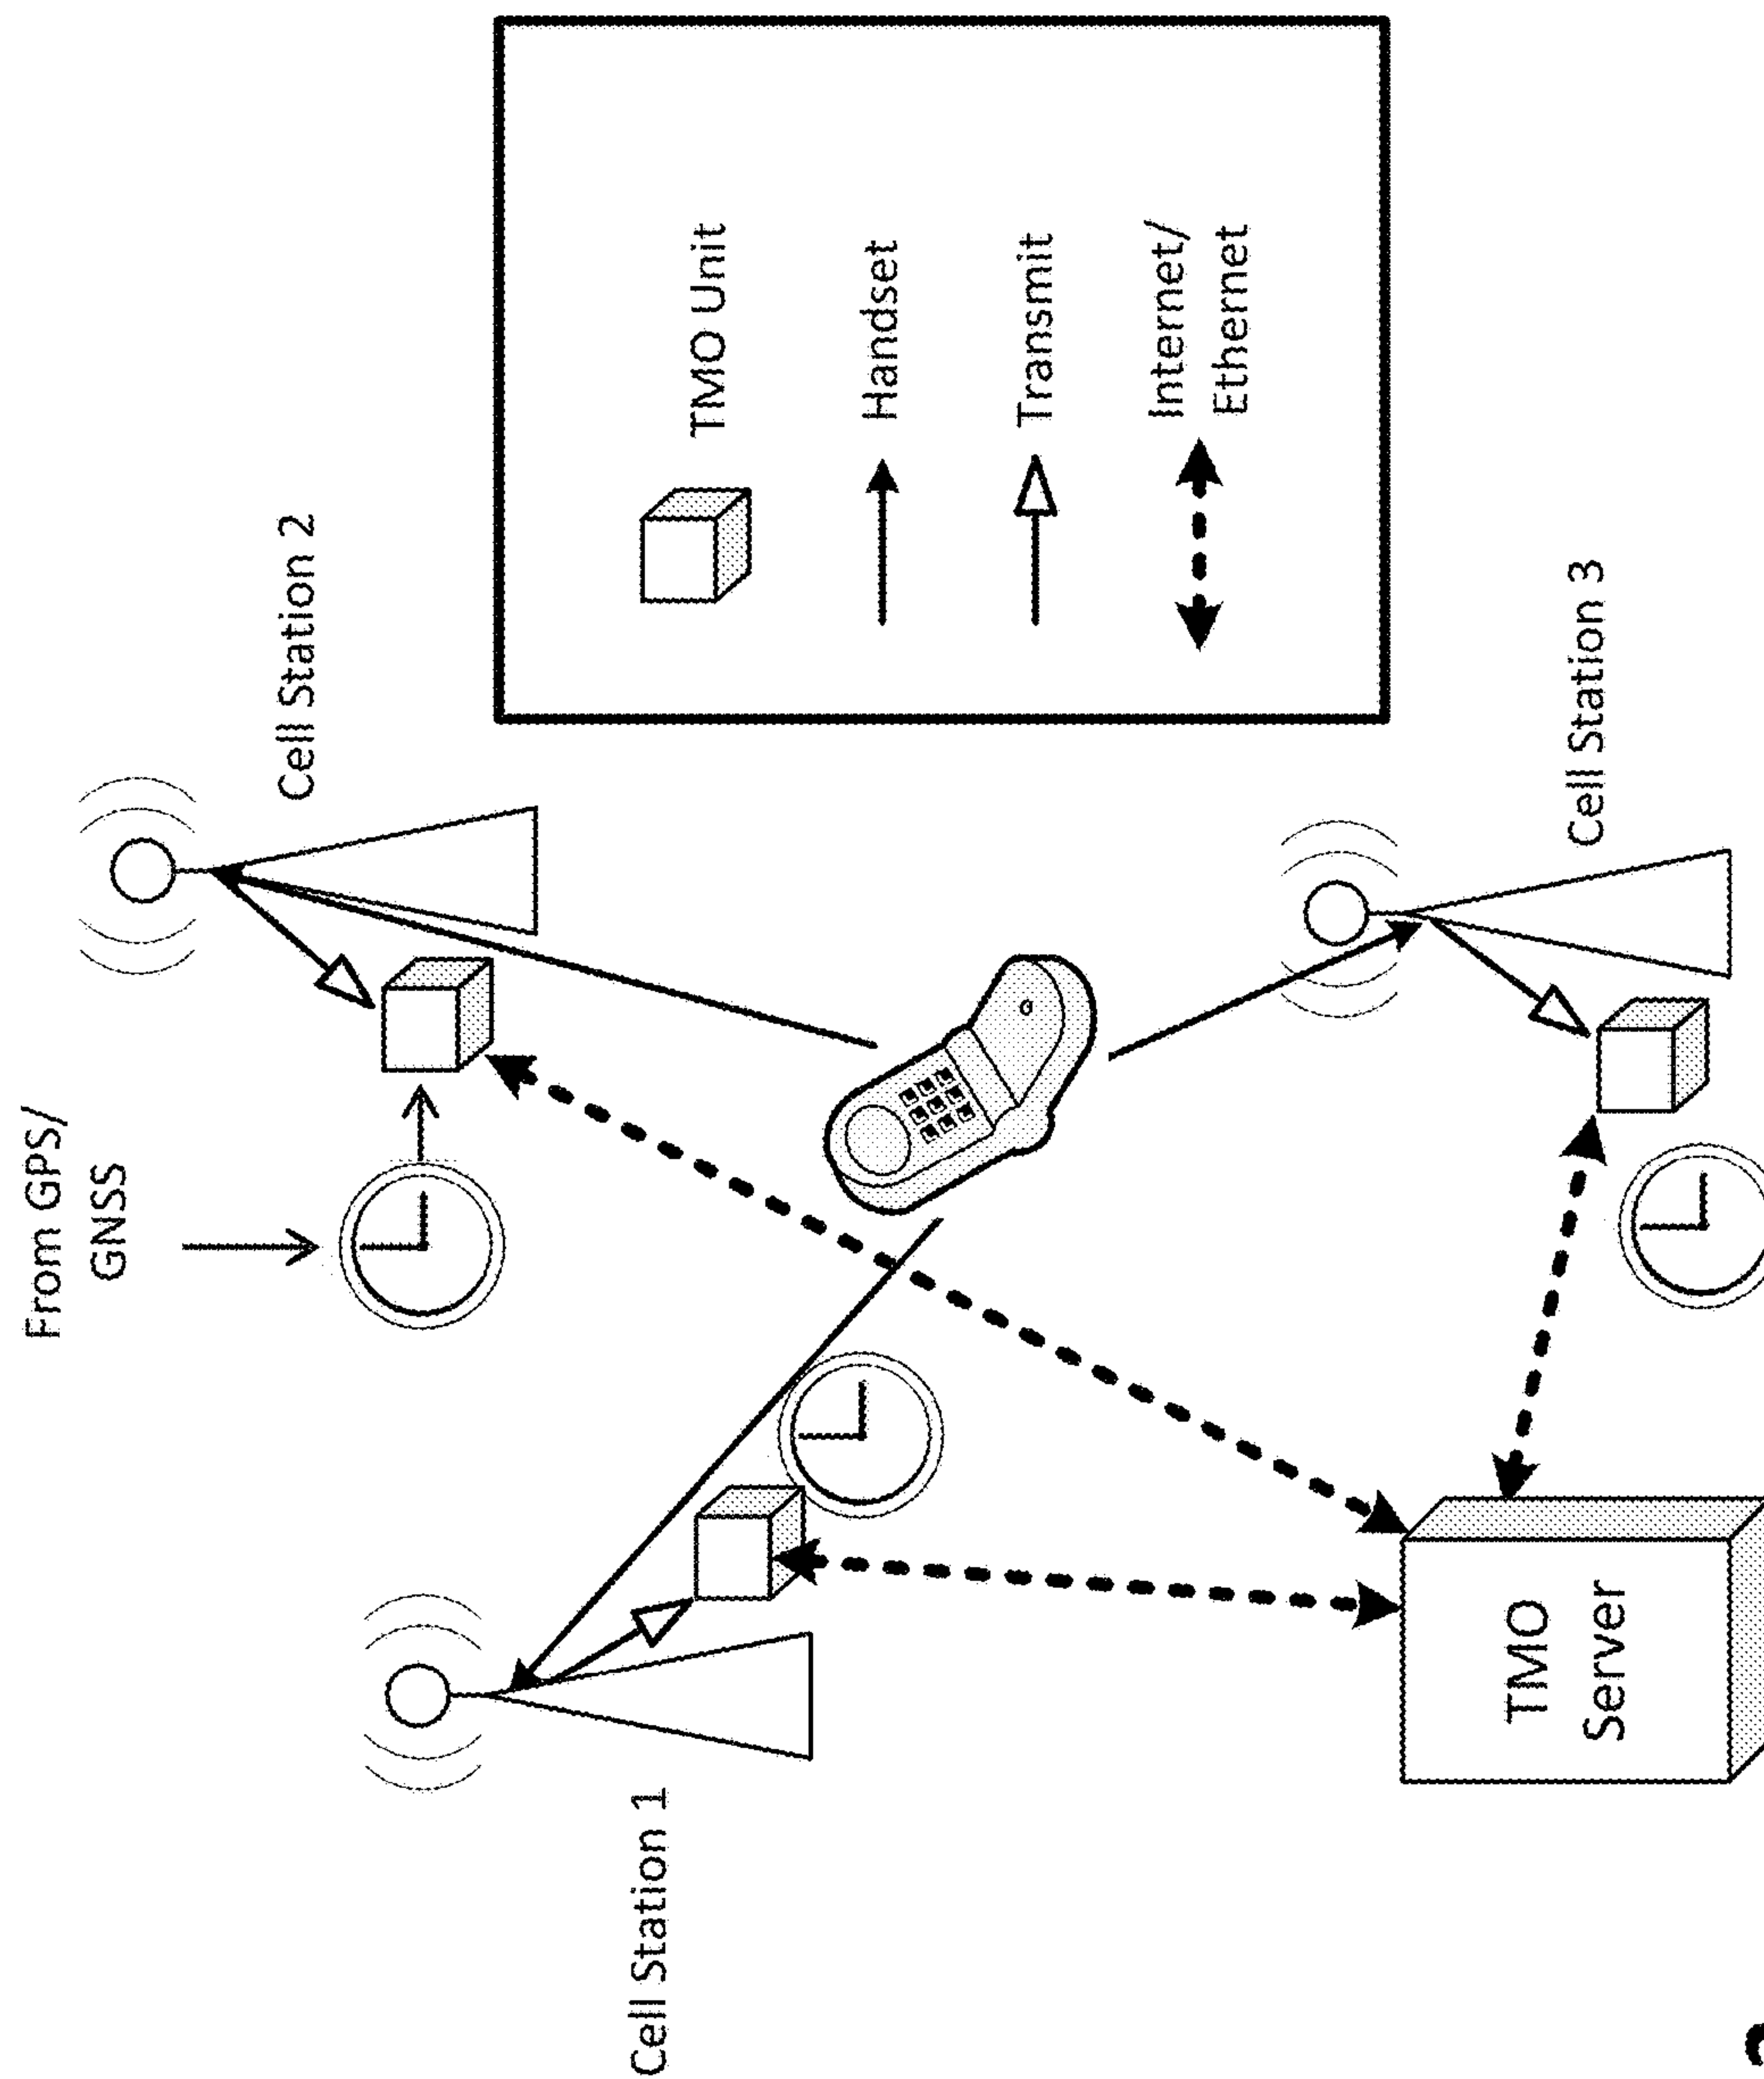 From GPS/
GNSS
Cell Station 2
Cell Station 1
TMO Unit
Handset
Transmit
Internet/
Ethernet
TMO
Server
Cell Station 3